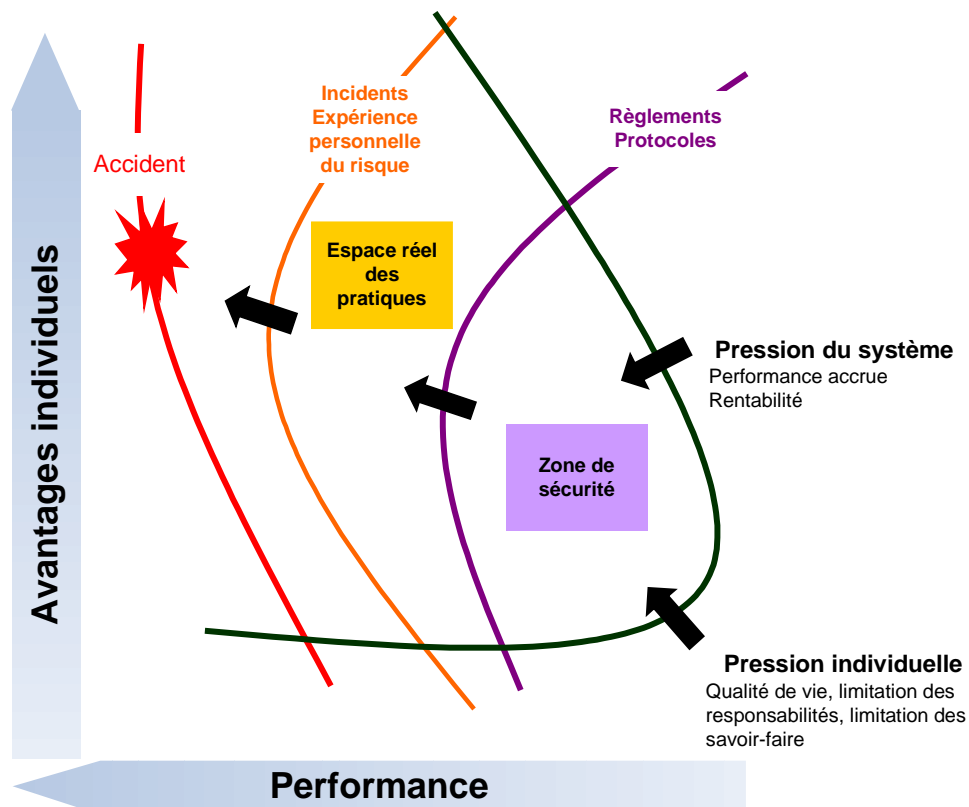 Incidents
Expérience
personnelle
du risque
Règlements
Protocoles
Accident
Espace réel
des
pratiques
Pression du système
Performance accrue
Rentabilité
Zone de
sécurité
Pression individuelle
Qualité de vie, limitation des
responsabilités, limitation des
savoir-faire
Avantages individuels
Performance